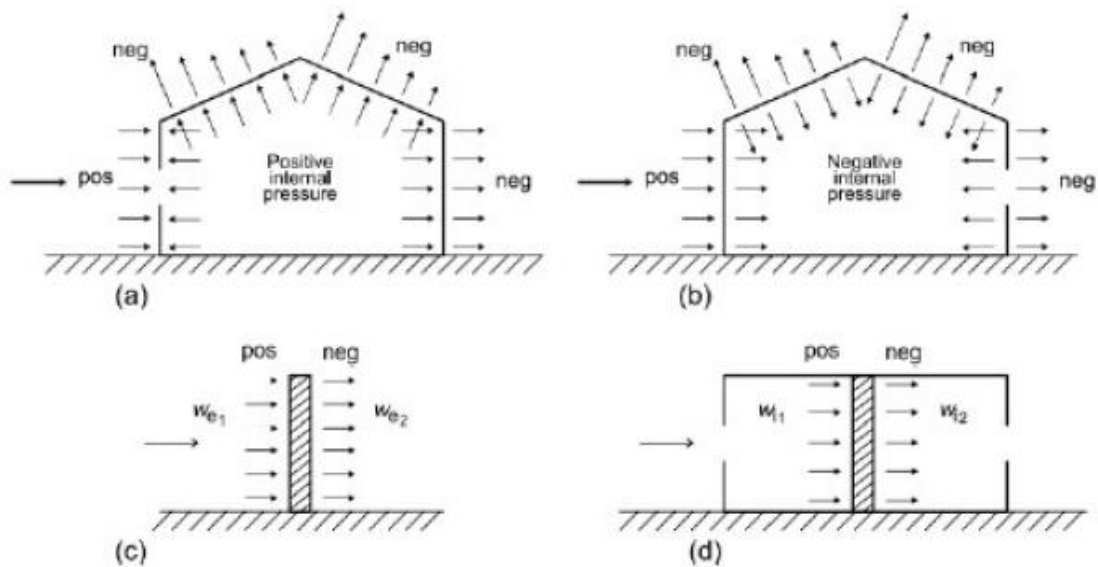 neg
neg
pos
Positive
internal
pressure
neg
(a)
neg
neg
pos
Negative
internal
pressure
neg
(b)
pos
neg
We1
We2
(c)
pos
neg
Wi1
Wi2
(d)